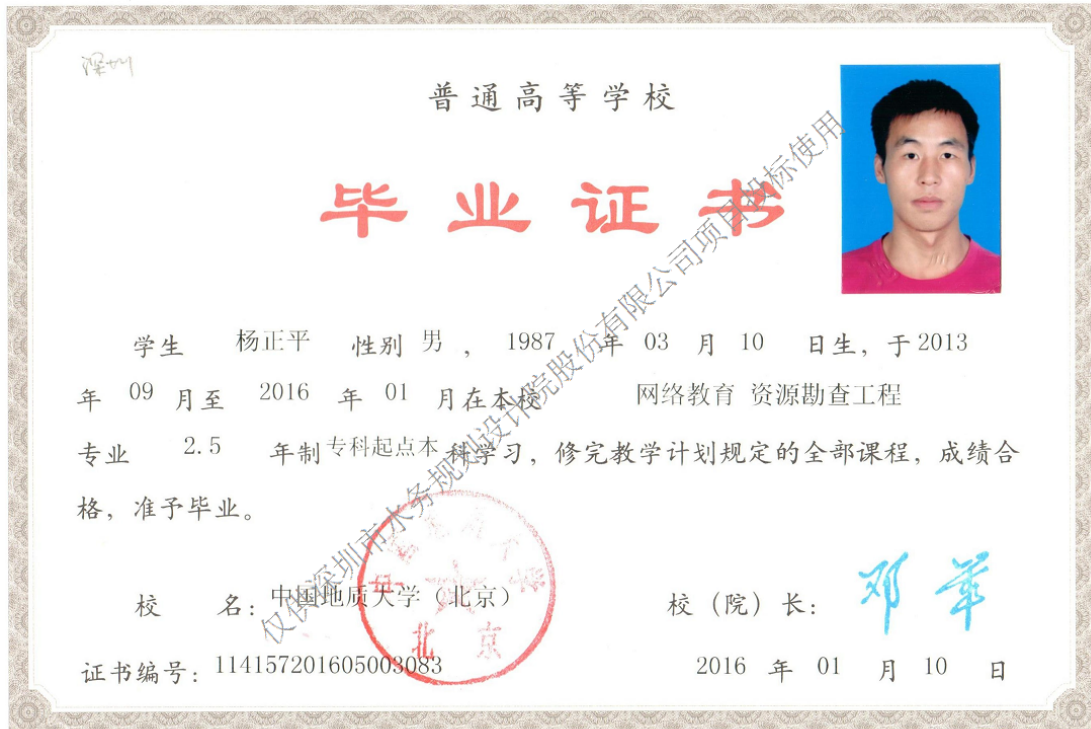 深圳
普通高等学校
毕业证书
学生 杨正平 性别 男 , 1987 年 03 月 10 日生, 于 2013
年 09 月至 2016 年 01 月在本校 网络教育 资源勘查工程
专业 2.5 年制 专科起点本 科学习, 修完教学计划规定的全部课程, 成绩合
格, 准予毕业。
校 名: 中国地质大学(北京) 校(院)长: 邓军
证书编号: 114157201605003083 2016 年 01 月 10 日
中国地质大学
北京
仅供深圳市水务规划设计院股份有限公司项目投标使用